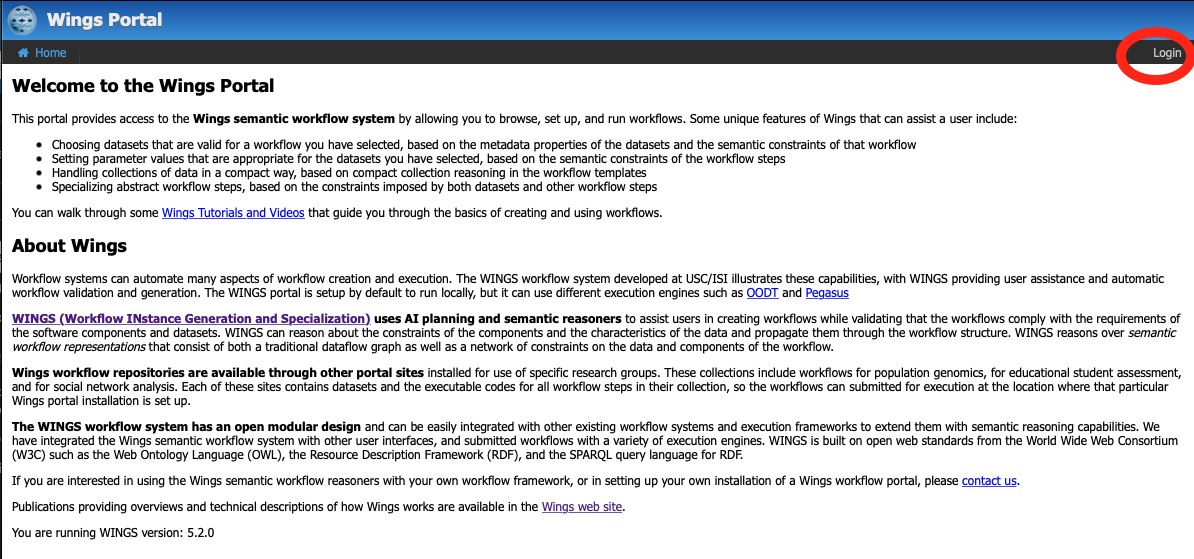 Wings Portal
Home
Login
Welcome to the Wings Portal
This portal provides access to the Wings semantic workflow system by allowing you to browse, set up, and run workflows. Some unique features of Wings that can assist a user include:
Choosing datasets that are valid for a workflow you have selected, based on the metadata properties of the datasets and the semantic constraints of that workflow
Setting parameter values that are appropriate for the datasets you have selected, based on the semantic constraints of the workflow steps
Handling collections of data in a compact way, based on compact collection reasoning in the workflow templates
Specializing abstract workflow steps, based on the constraints imposed by both datasets and other workflow steps
You can walk through some Wings Tutorials and Videos that guide you through the basics of creating and using workflows.
About Wings
Workflow systems can automate many aspects of workflow creation and execution. The WINGS workflow system developed at USC/ISI illustrates these capabilities, with WINGS providing user assistance and automatic
workflow validation and generation. The WINGS portal is setup by default to run locally, but it can use different execution engines such as OODT and Pegasus
WINGS (Workflow INstance Generation and Specialization) uses AI planning and semantic reasoners to assist users in creating workflows while validating that the workflows comply with the requirements of
the software components and datasets. WINGS can reason about the constraints of the components and the characteristics of the data and propagate them through the workflow structure. WINGS reasons over semantic
workflow representations that consist of both a traditional dataflow graph as well as a network of constraints on the data and components of the workflow.
Wings workflow repositories are available through other portal sites installed for use of specific research groups. These collections include workflows for population genomics, for educational student assessment,
and for social network analysis. Each of these sites contains datasets and the executable codes for all workflow steps in their collection, so the workflows can submitted for execution at the location where that particular
Wings portal installation is set up.
The WINGS workflow system has an open modular design and can be easily integrated with other existing workflow systems and execution frameworks to extend them with semantic reasoning capabilities. We
have integrated the Wings semantic workflow system with other user interfaces, and submitted workflows with a variety of execution engines. WINGS is built on open web standards from the World Wide Web Consortium
(W3C) such as the Web Ontology Language (OWL), the Resource Description Framework (RDF), and the SPARQL query language for RDF.
If you are interested in using the Wings semantic workflow reasoners with your own workflow framework, or in setting up your own installation of a Wings workflow portal, please contact us.
Publications providing overviews and technical descriptions of how Wings works are available in the Wings web site.
You are running WINGS version: 5.2.0